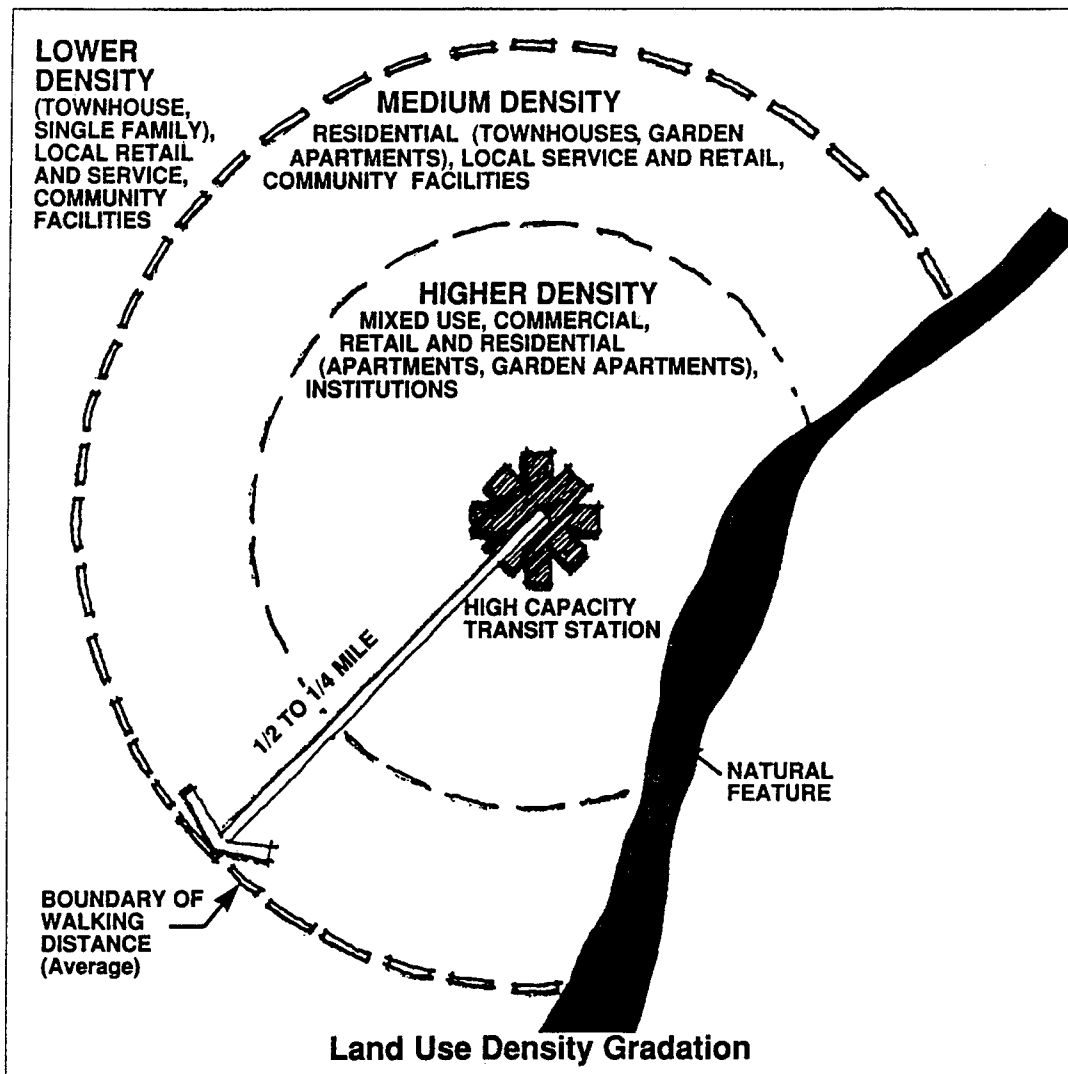 LOWER
DENSITY
(TOWNHOUSE,
SINGLE FAMILY),
LOCAL RETAIL
AND SERVICE,
COMMUNITY
FACILITIES
MEDIUM DENSITY
RESIDENTIAL (TOWNHOUSES, GARDEN
APARTMENTS), LOCAL SERVICE AND RETAIL,
COMMUNITY FACILITIES
HIGHER DENSITY
MIXED USE, COMMERCIAL,
RETAIL AND RESIDENTIAL
(APARTMENTS, GARDEN APARTMENTS),
INSTITUTIONS
HIGH CAPACITY
TRANSIT STATION
1/2 TO 1/4 MILE
NATURAL
FEATURE
BOUNDARY OF
WALKING
DISTANCE
(Average)
Land Use Density Gradation